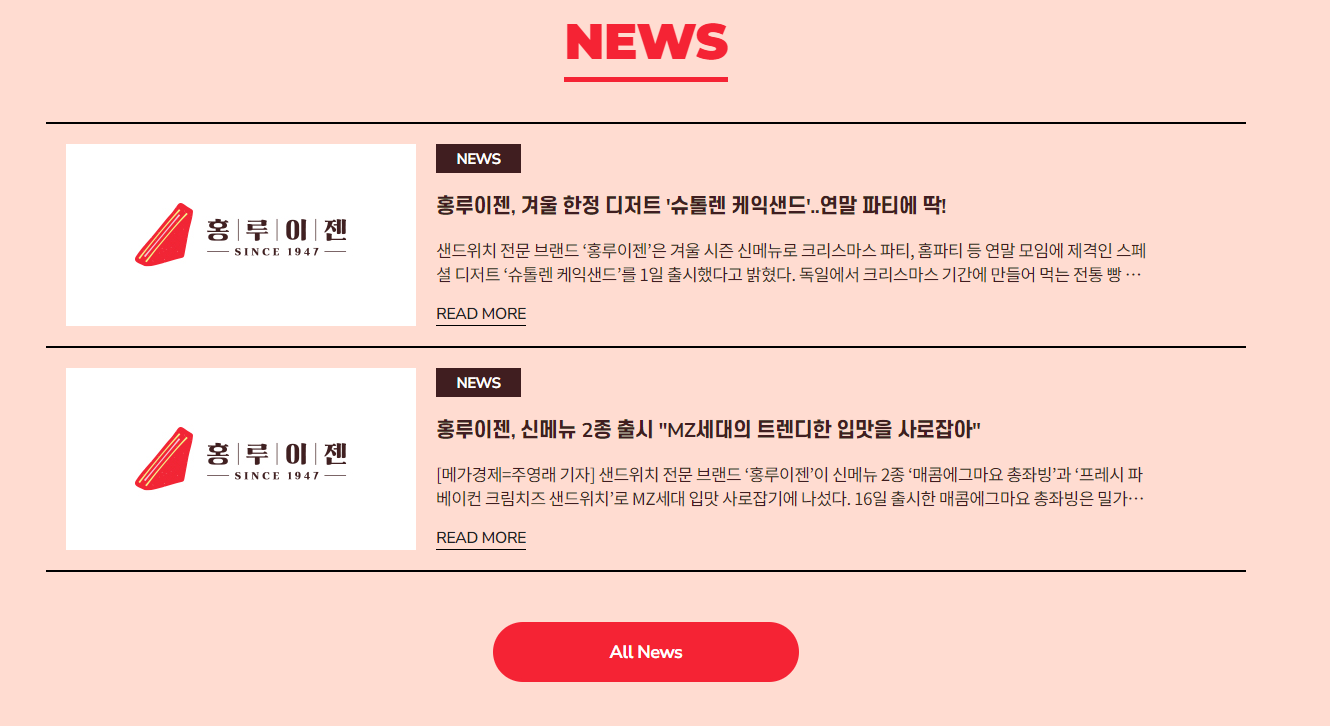 NEWS
홍루이젠
SINCE 1947
NEWS
홍루이젠, 겨울 한정 디저트 '슈톨렌 케익샌드'..연말 파티에 딱!
샌드위치 전문 브랜드 ‘홍루이젠’은 겨울 시즌 신메뉴로 크리스마스 파티, 홈파티 등 연말 모임에 제격인 스페
셜 디저트 ‘슈톨렌 케익샌드’를 1일 출시했다고 밝혔다. 독일에서 크리스마스 기간에 만들어 먹는 전통 빵 …
READ MORE
홍루이젠
SINCE 1947
NEWS
홍루이젠, 신메뉴 2종 출시 "MZ세대의 트렌디한 입맛을 사로잡아"
[메가경제=주영래 기자] 샌드위치 전문 브랜드 ‘홍루이젠’이 신메뉴 2종 ‘매콤에그마요 총좌빙’과 ‘프레시 파
베이컨 크림치즈 샌드위치’로 MZ세대 입맛 사로잡기에 나섰다. 16일 출시한 매콤에그마요 총좌빙은 밀가…
READ MORE
All News